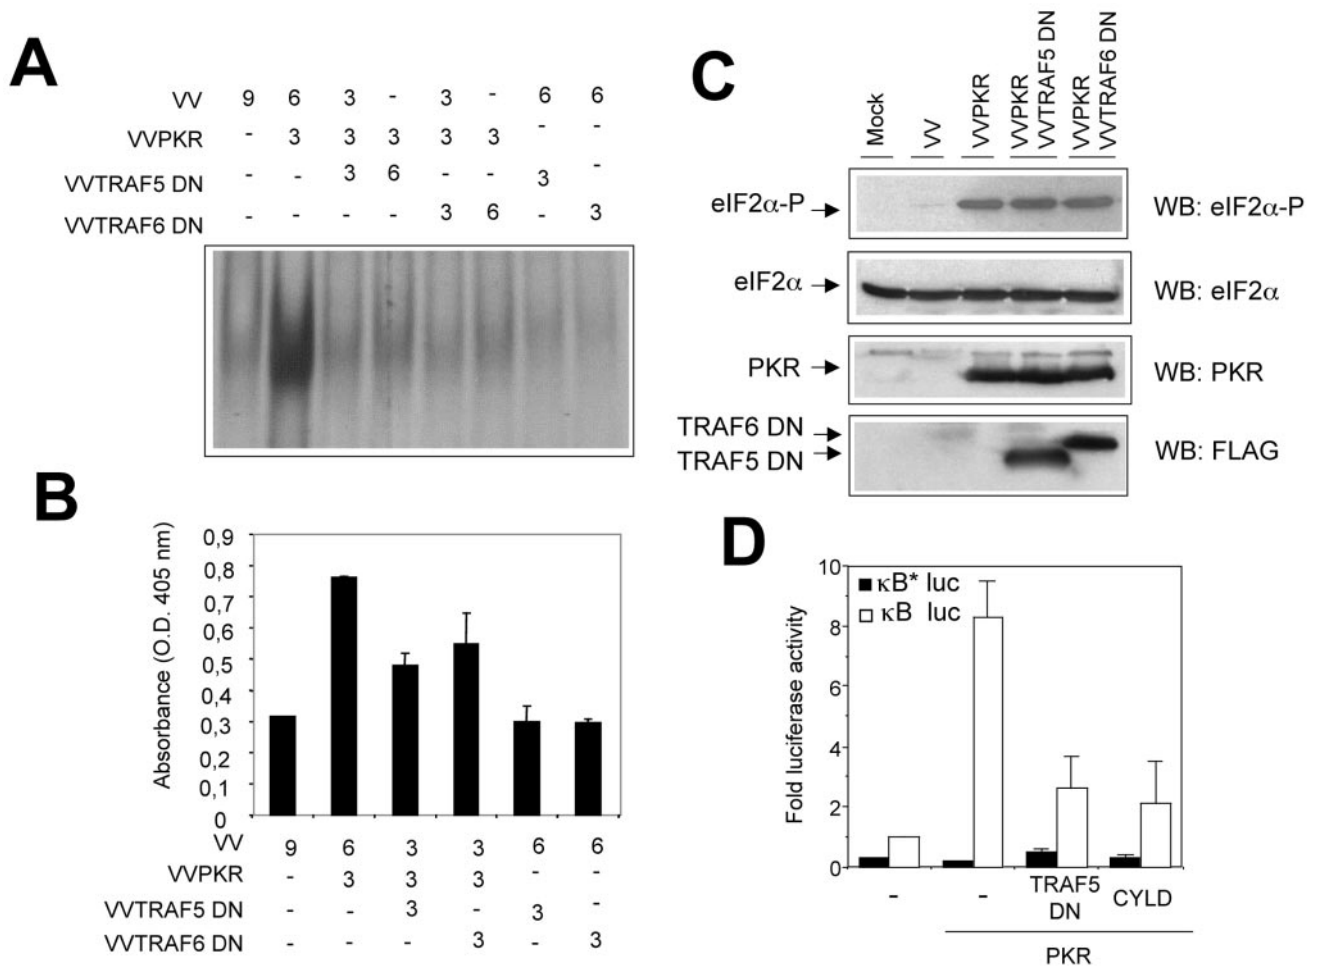 A
VV 9 6 3 - 3 - 6 6
VVPKR - 3 3 3 3 3 - -
VVTRAF5 DN - - 3 6 - - 3 -
VVTRAF6 DN - - - - 3 6 - 3
B
Absorbance (O.D. 405 nm)
0,9
0,8
0,7
0,6
0,5
0,4
0,3
0,2
0,1
0
VV 9 6 3 3 6 6
VVPKR - 3 3 3 - -
VVTRAF5 DN - - 3 - 3 -
VVTRAF6 DN - - - 3 - 3
C
Mock
VV
VVPKR
VVPKR
VVTRAF5 DN
VVPKR
VVTRAF6 DN
eIF2α-P WB: eIF2α-P
eIF2α WB: eIF2α
PKR WB: PKR
TRAF6 DN
TRAF5 DN
WB: FLAG
D
Fold luciferase activity
10
8
6
4
2
0
κB* luc
κB luc
- - TRAF5 DN CYLD
PKR